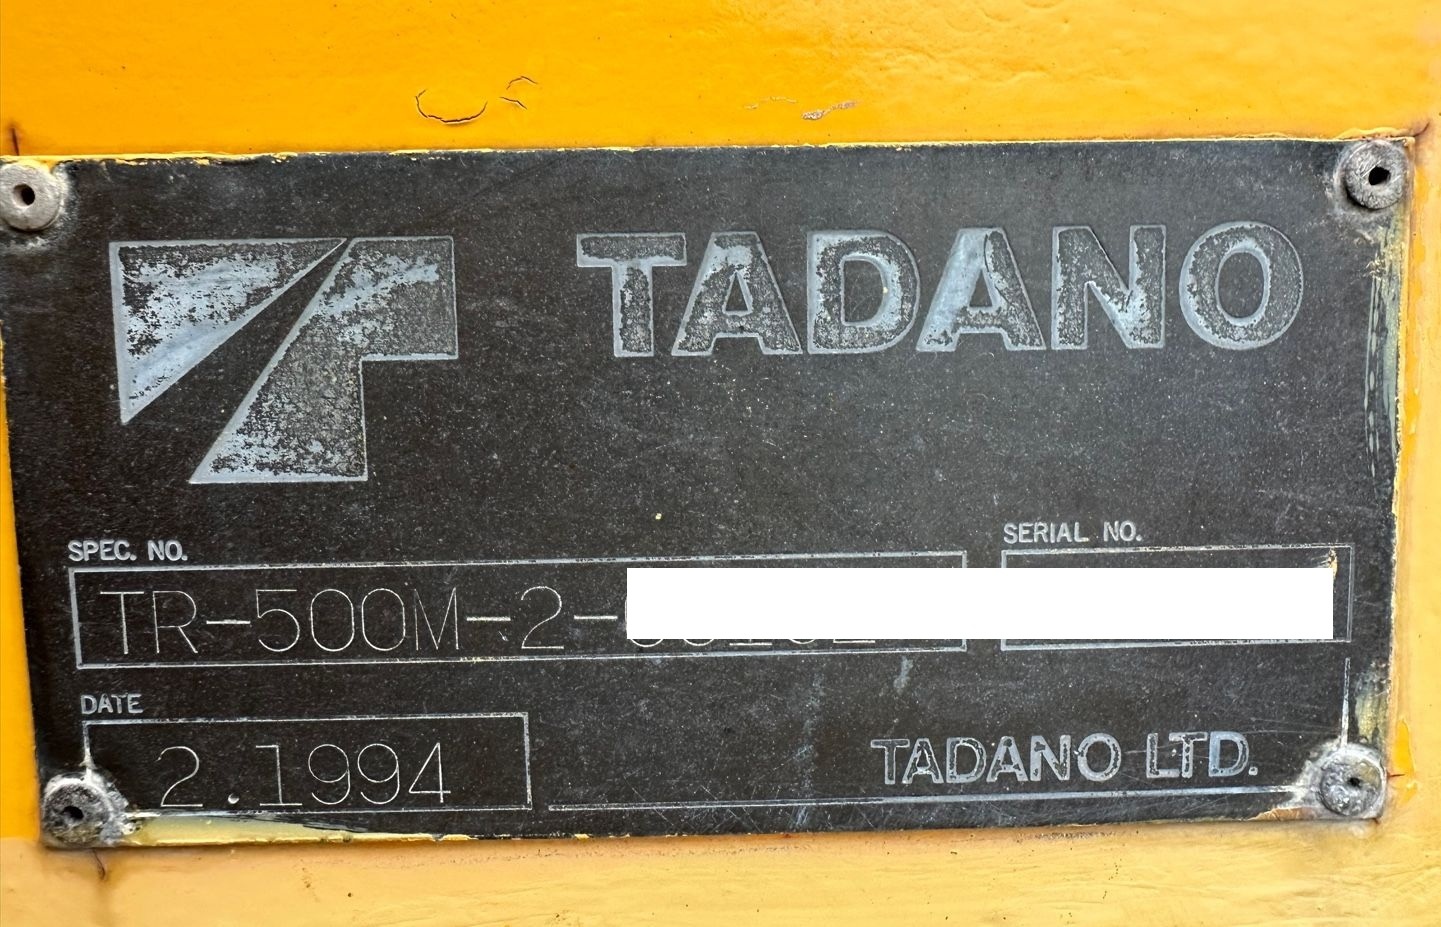 TADANO
SPEC. NO.
SERIAL NO.
TR-500M-2-
DATE
2.1994
TADANO LTD.